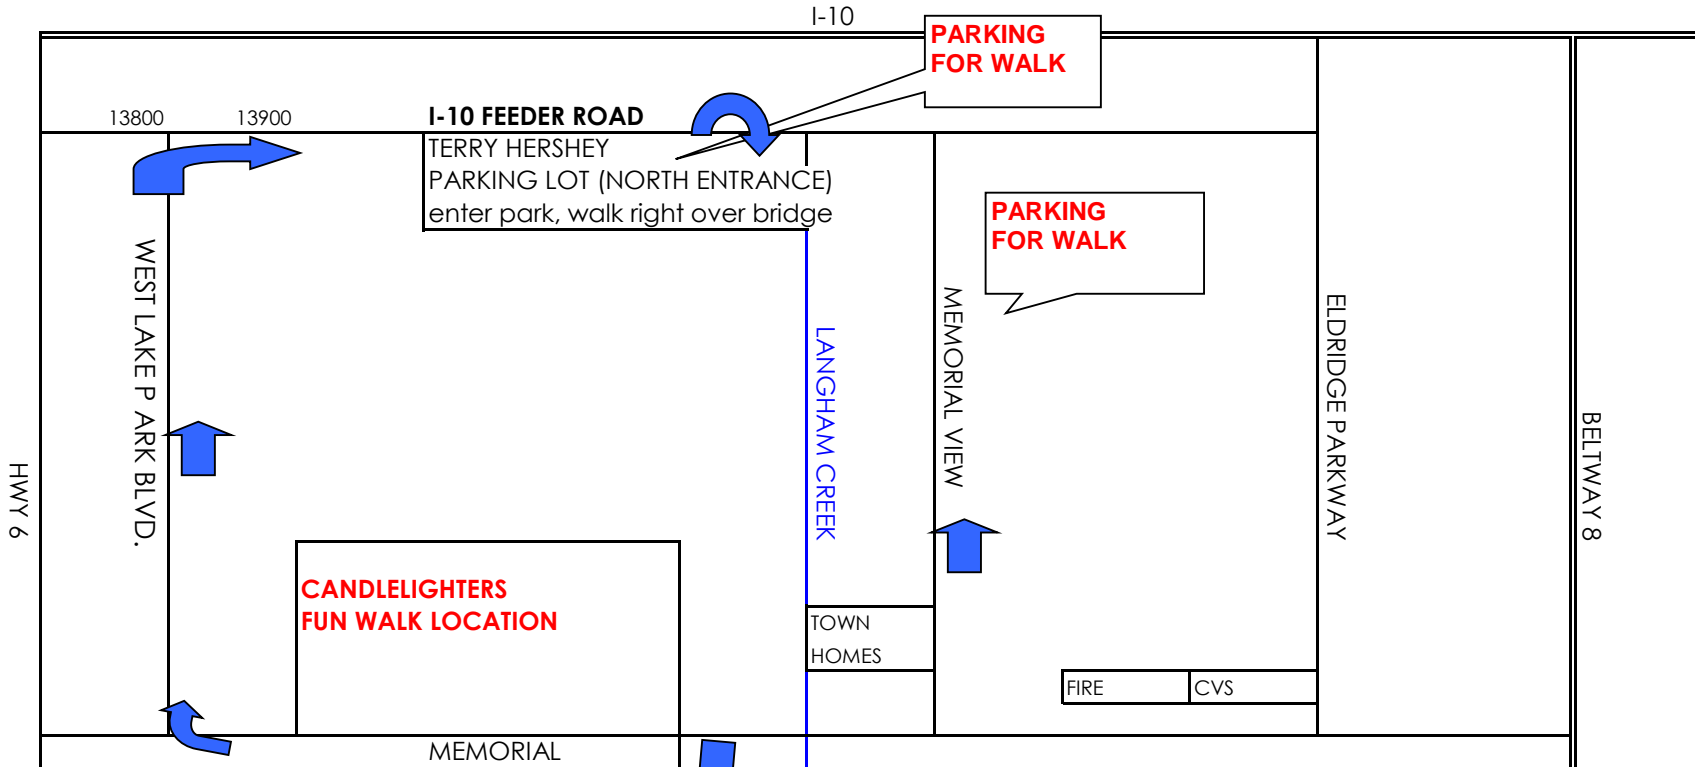 I-10
PARKING
FOR WALK
13800
13900
I-10 FEEDER ROAD
TERRY HERSHEY
PARKING LOT (NORTH ENTRANCE)
enter park, walk right over bridge
PARKING
FOR WALK
WEST LAKE P ARK BLVD.
LANGHAM CREEK
MEMORIAL VIEW
ELDRIDGE PARKWAY
BELTWAY 8
HWY 6
CANDLELIGHTERS
FUN WALK LOCATION
TOWN
HOMES
FIRE
CVS
MEMORIAL